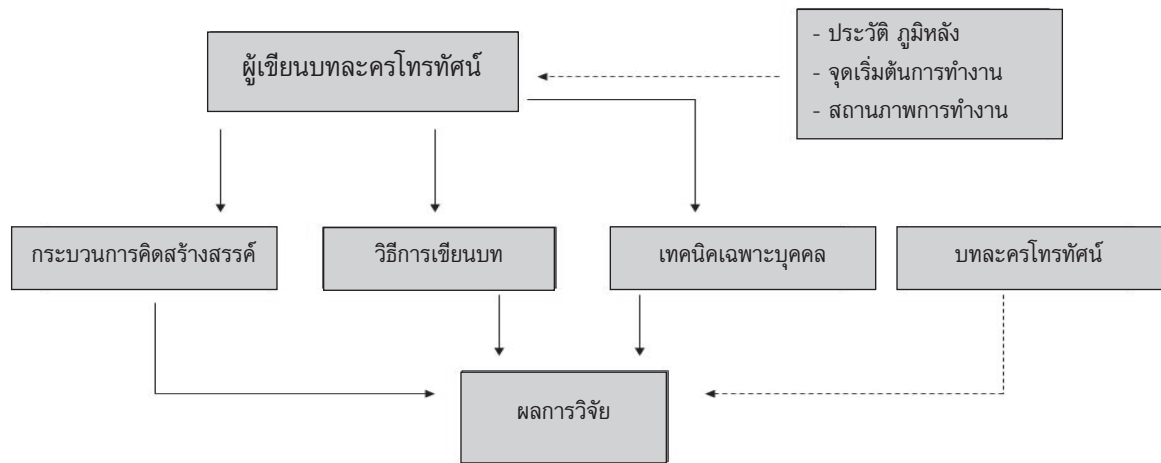 ผู้เขียนบทละครโทรทัศน์
- ประวัติ ภูมิหลัง
- จุดเริ่มต้นการทำงาน
- สถานภาพการทำงาน
กระบวนการคิดสร้างสรรค์
วิธีการเขียนบท
เทคนิคเฉพาะบุคคล
บทละครโทรทัศน์
ผลการวิจัย